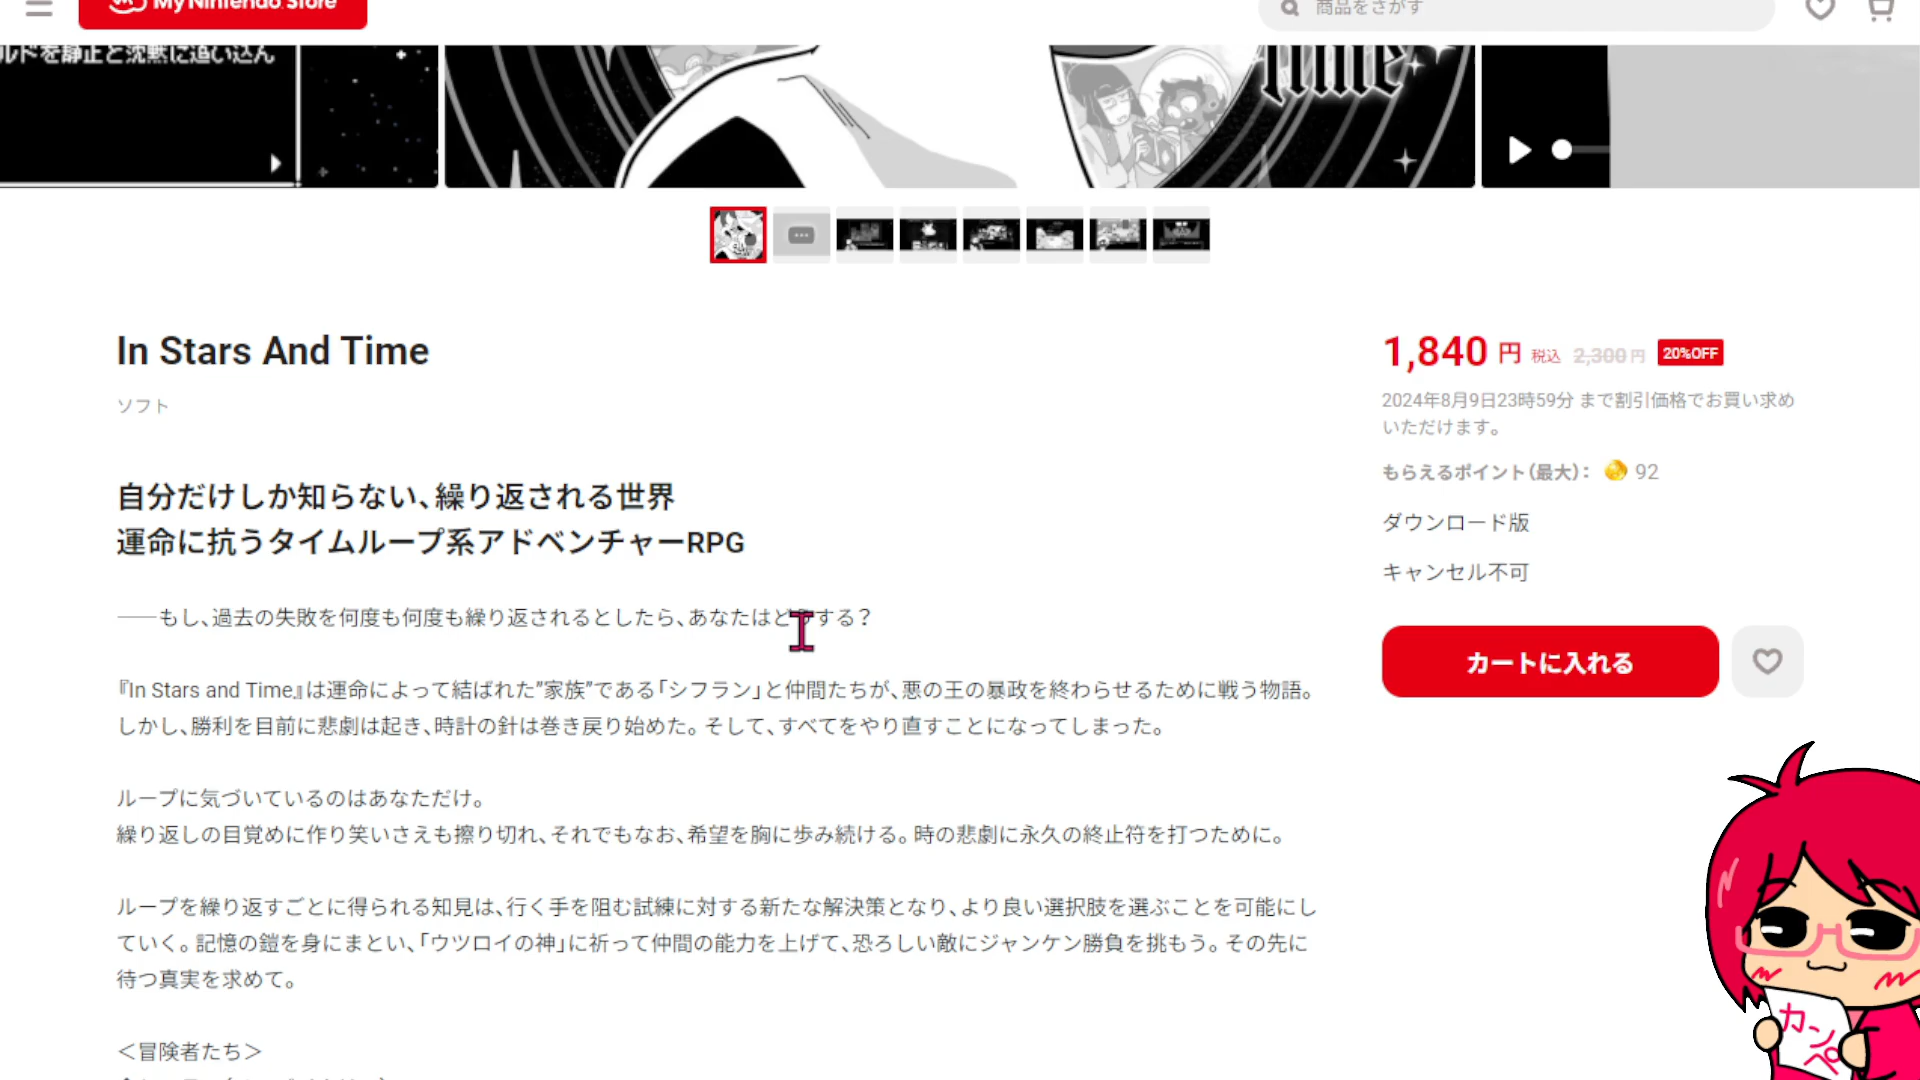 My Nintendo Store
商品をさがす
ルドを静止と沈黙に追い込ん
Time
In Stars And Time
ソフト
自分だけしか知らない、繰り返される世界
運命に抗うタイムループ系アドベンチャーRPG
──もし、過去の失敗を何度も何度も繰り返されるとしたら、あなたはどうする？
『In Stars and Time』は運命によって結ばれた”家族”である「シフラン」と仲間たちが、悪の王の暴政を終わらせるために戦う物語。
しかし、勝利を目前に悲劇は起き、時計の針は巻き戻り始めた。そして、すべてをやり直すことになってしまった。
ループに気づいているのはあなただけ。
繰り返しの目覚めに作り笑いさえも擦り切れ、それでもなお、希望を胸に歩み続ける。時の悲劇に永久の終止符を打つために。
ループを繰り返すごとに得られる知見は、行く手を阻む試練に対する新たな解決策となり、より良い選択肢を選ぶことを可能にし
ていく。記憶の鎧を身にまとい、「ウツロイの神」に祈って仲間の能力を上げて、恐ろしい敵にジャンケン勝負を挑もう。その先に
待つ真実を求めて。
＜冒険者たち＞
1,840 円 税込 2,300円 20%OFF
2024年8月9日23時59分 まで割引価格でお買い求め
いただけます。
もらえるポイント（最大）： 92
ダウンロード版
キャンセル不可
カートに入れる
カンペ